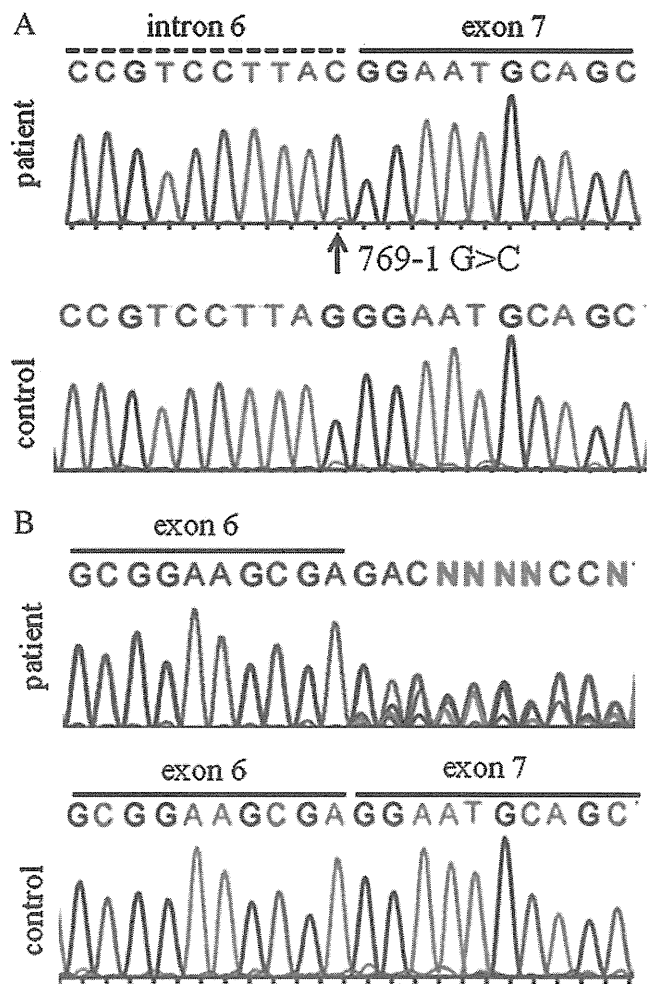 A
intron 6 exon 7
CCGTCCTTACGGAATGCAGC
patient
769-1 G>C
CCGTCCTTAGGGAATGCAGC
control
B
exon 6
GCGGAAGCGAGACNNNNCCN
patient
exon 6 exon 7
GCGGAAGCGAGGAATGCAGC
control